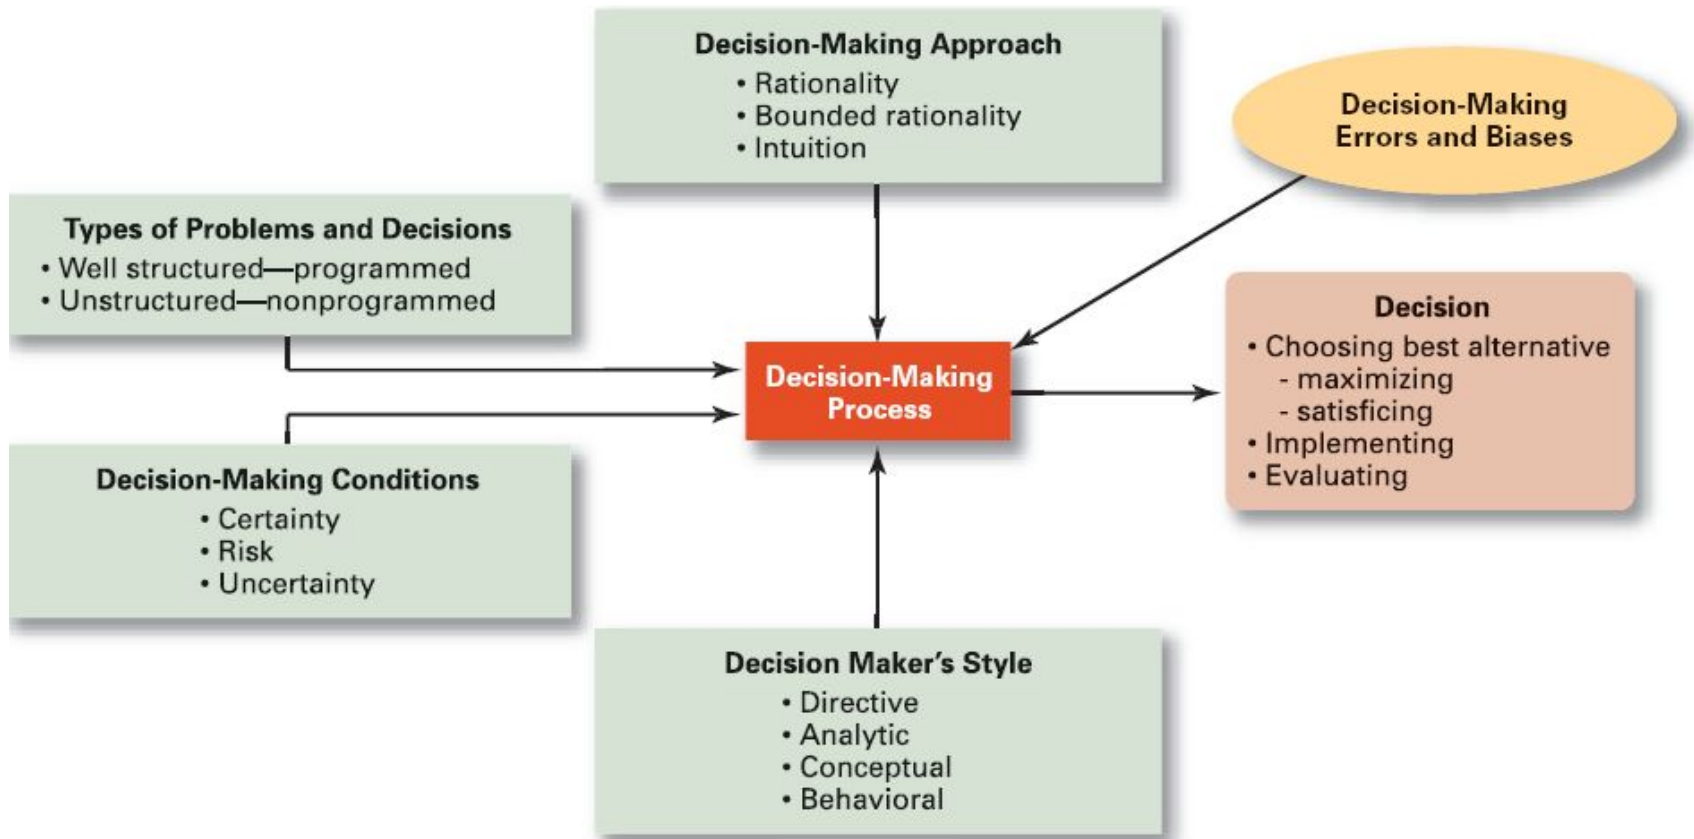 Decision-Making Approach
• Rationality
• Bounded rationality
• Intuition
Decision-Making
Errors and Biases
Types of Problems and Decisions
• Well structured—programmed
• Unstructured—nonprogrammed
Decision-Making
Process
Decision
• Choosing best alternative
- maximizing
- satisficing
• Implementing
• Evaluating
Decision-Making Conditions
• Certainty
• Risk
• Uncertainty
Decision Maker’s Style
• Directive
• Analytic
• Conceptual
• Behavioral